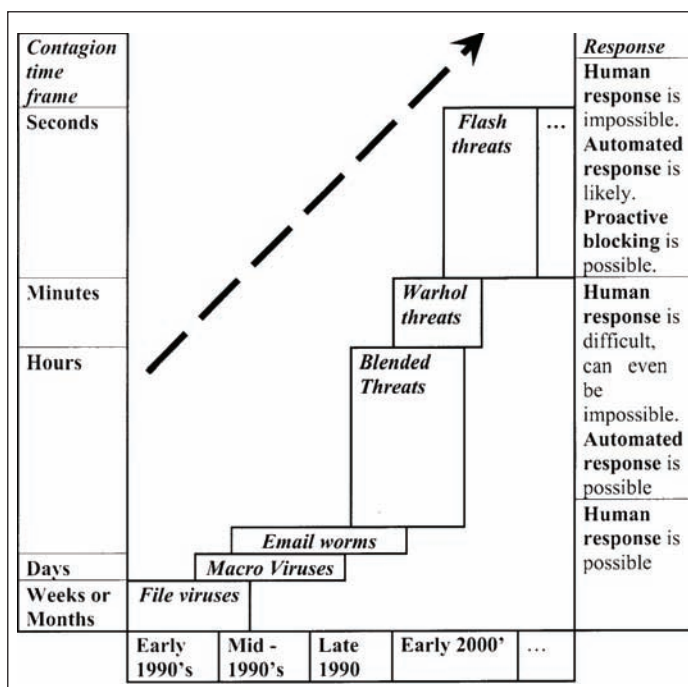 Contagion
time
frame
Seconds
Minutes
Hours
Days
Weeks or
Months
Flash
threats
...
Warhol
threats
Blended
Threats
Email worms
Macro Viruses
File viruses
Early
1990's
Mid -
1990's
Late
1990
Early 2000'
...
Response
Human
response is
impossible.
Automated
response is
likely.
Proactive
blocking is
possible.
Human
response is
difficult,
can even
be
impossible.
Automated
response is
possible
Human
response is
possible